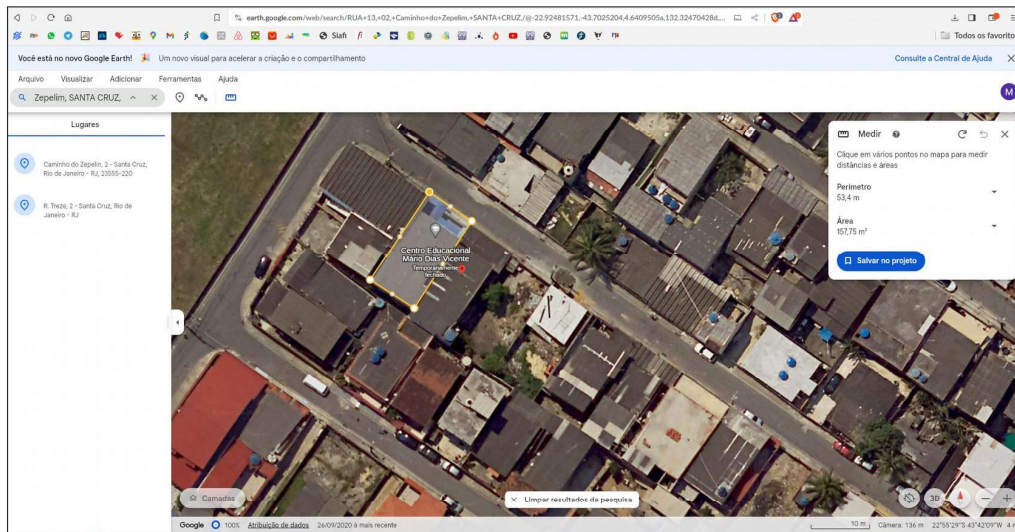 earth.google.com/web/search/RUA+13,+02,+Caminho+do+Zepelim,+SANTA+CRUZ,/@-22.92481571,-43.7025204,4.6409505a,132.32470428d,...
Slafi
Todos os favorito
Você está no novo Google Earth! Um novo visual para acelerar a criação e o compartilhamento
Consulte a Central de Ajuda
Arquivo Visualizar Adicionar Ferramentas Ajuda
Zepelim, SANTA CRUZ,
M
Lugares
Caminho do Zepelin, 2 - Santa Cruz,
Rio de Janeiro - RJ, 23555-220
R. Treze, 2 - Santa Cruz, Rio de
Janeiro - RJ
Centro Educacional
Mário Dias Vicente
Temporariamente
fechado
Medir
Clique em vários pontos no mapa para medir
distâncias e áreas
Perímetro
53,4 m
Área
157,75 m²
Salvar no projeto
Camadas
Limpar resultados da pesquisa
3D
Google 100% Atribuição de dados 26/09/2020 à mais recente
10 m Câmera: 136 m 22°55'29"S 43°42'09"W